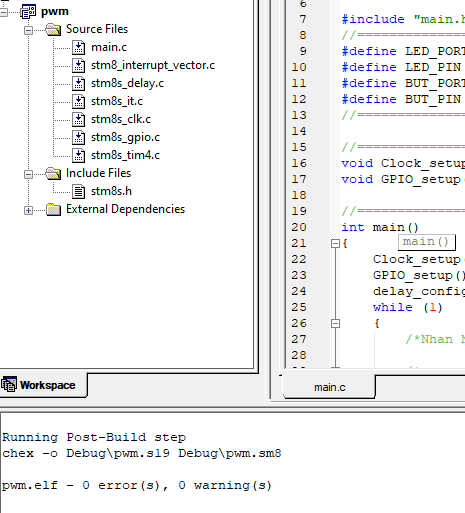 pwm
Source Files
main.c
stm8_interrupt_vector.c
stm8s_delay.c
stm8s_it.c
stm8s_clk.c
stm8s_gpio.c
stm8s_tim4.c
Include Files
stm8s.h
External Dependencies
Workspace
6
7 #include "main.h
8 //==============
9 #define LED_PORT
10 #define LED_PIN
11 #define BUT_PORT
12 #define BUT_PIN
13 //==============
14
15 //==============
16 void Clock_setup(
17 void GPIO_setup(
18
19 //==============
20 int main()
21 {
main()
22 Clock_setup(
23 GPIO_setup()
24 delay_config
25 while (1)
26 {
27 /*Nhan N
28
main.c
Running Post-Build step
chex -o Debug\pwm.s19 Debug\pwm.sm8
pwm.elf - 0 error(s), 0 warning(s)